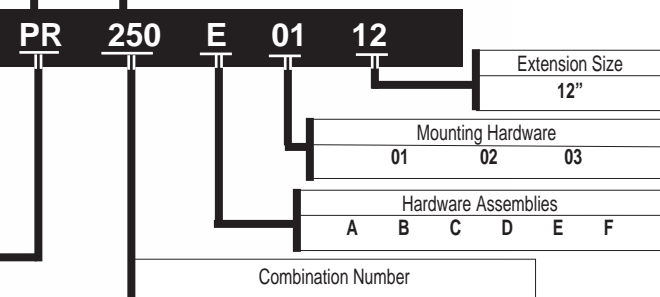 PR 250 E 01 12
Extension Size
12”
Mounting Hardware
01 02 03
Hardware Assemblies
A B C D E F
Combination Number